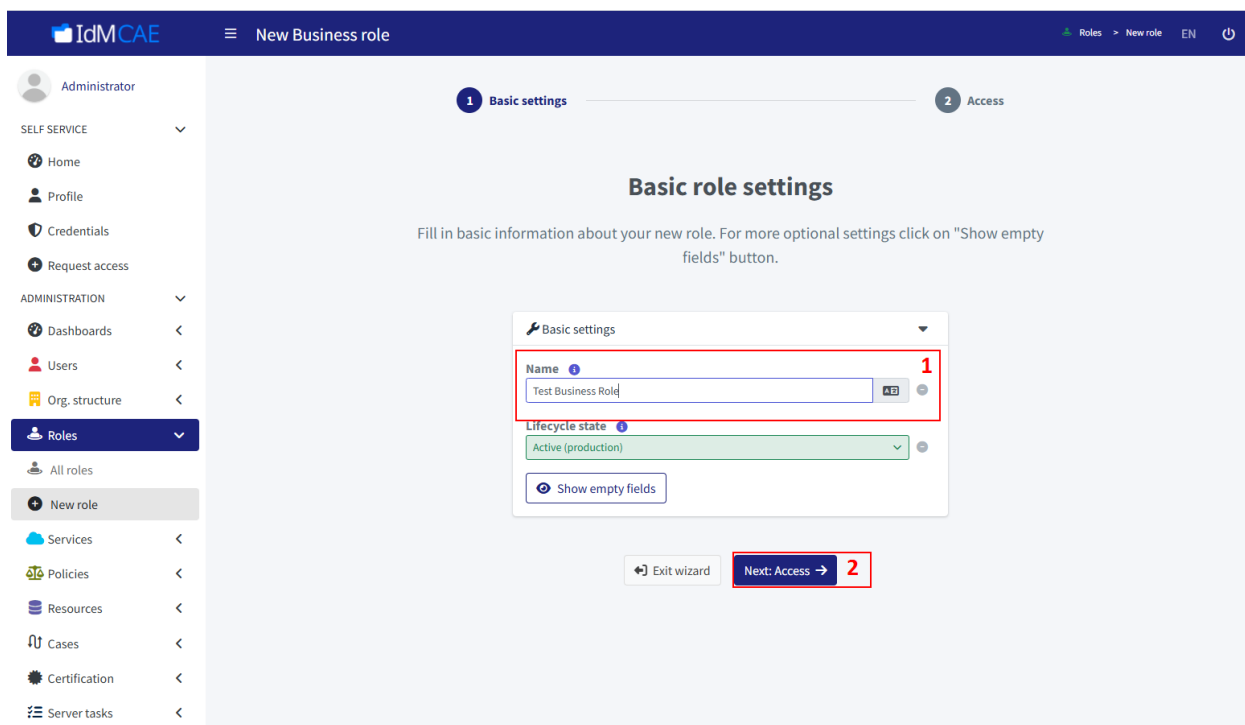 IdMCAE
New Business role
Roles > New role EN
Administrator
1 Basic settings
2 Access
SELF SERVICE
Home
Profile
Credentials
Request access
ADMINISTRATION
Dashboards
Users
Org. structure
Roles
All roles
New role
Services
Policies
Resources
Cases
Certification
Server tasks
Basic role settings
Fill in basic information about your new role. For more optional settings click on "Show empty
fields" button.
Basic settings
Name
1
Test Business Role
Lifecycle state
Active (production)
Show empty fields
Exit wizard
Next: Access
2